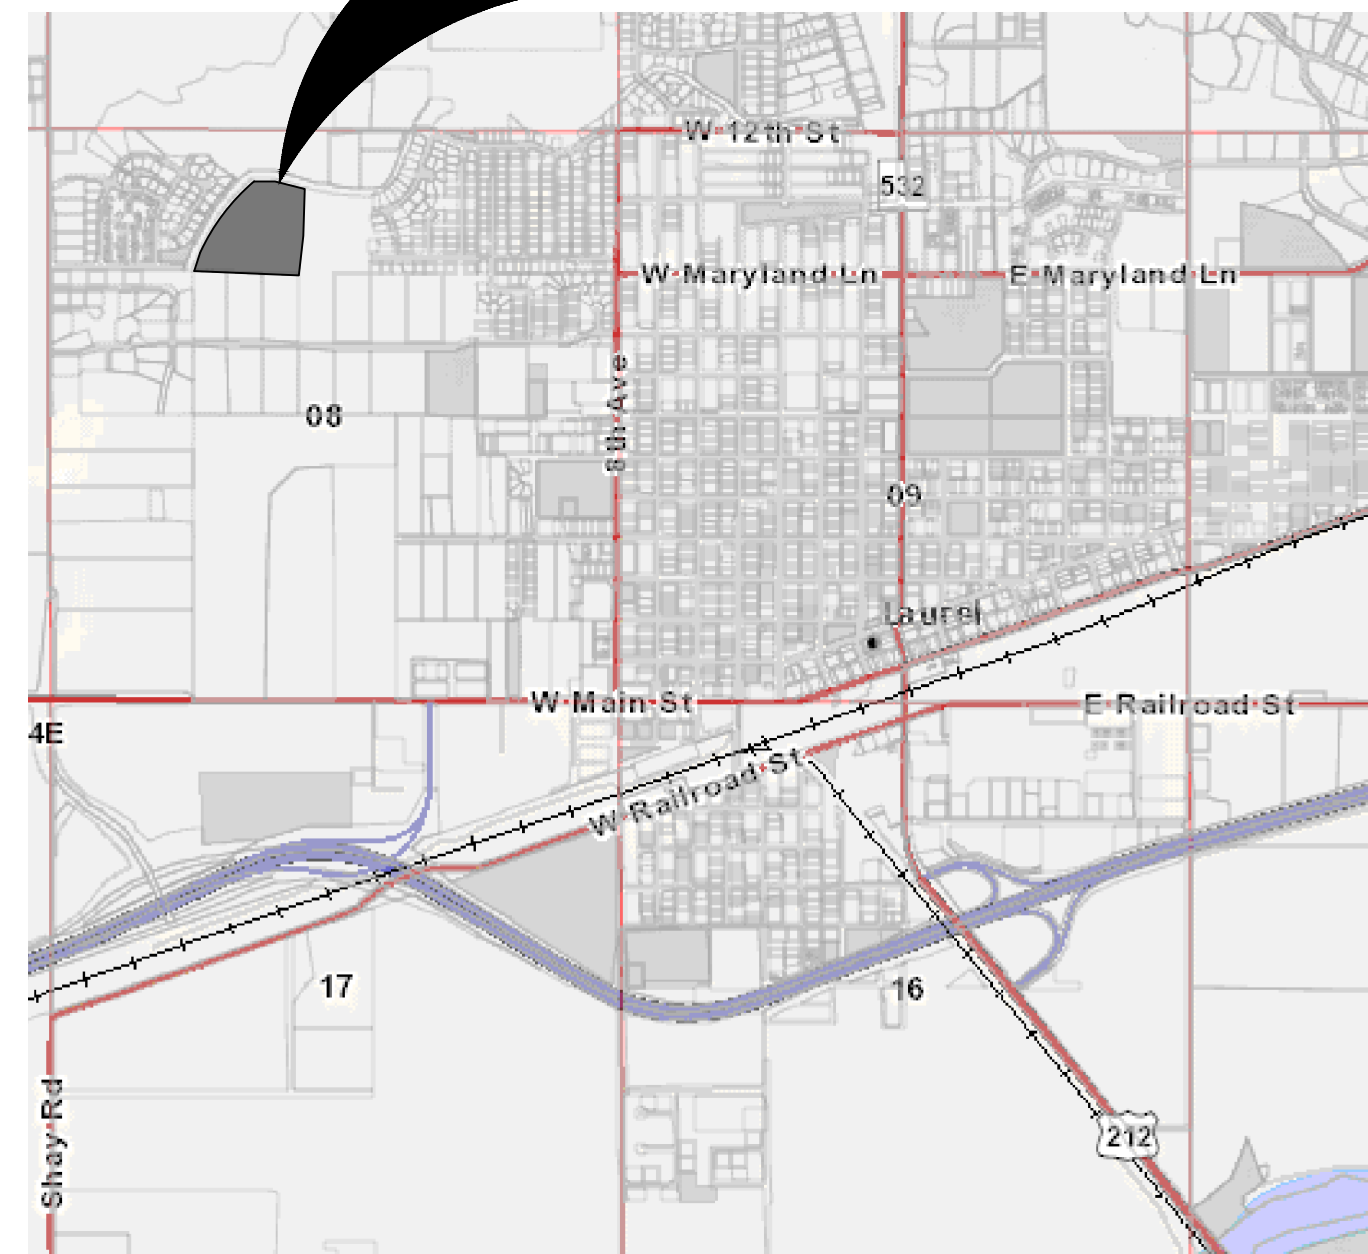 W 12th St
532
W Maryland Ln
E Maryland Ln
8th Ave
08
09
Laurel
W Main St
E Railroad St
4E
W Railroad St
17
16
Shay Rd
212